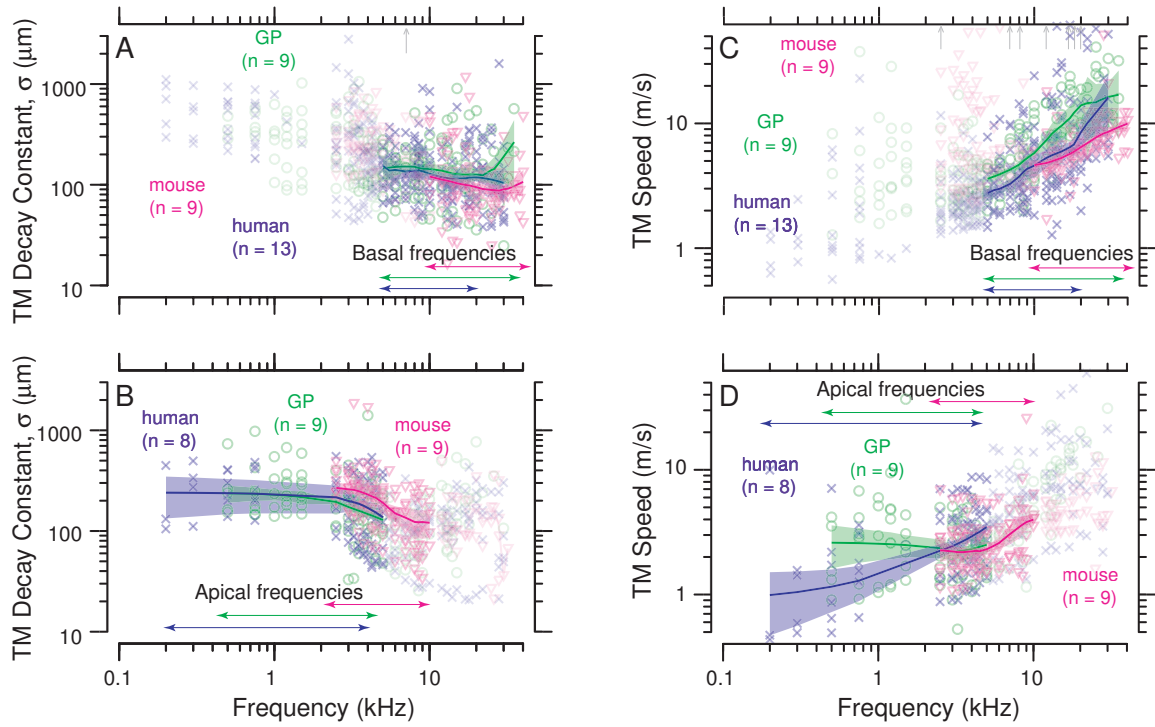 A
GP
(n = 9)
mouse
(n = 9)
human
(n = 13)
Basal frequencies
TM Decay Constant, σ (μm)
1000
100
10
C
mouse
(n = 9)
GP
(n = 9)
human
(n = 13)
Basal frequencies
TM Speed (m/s)
10
1
B
human
(n = 8)
GP
(n = 9)
mouse
(n = 9)
Apical frequencies
TM Decay Constant, σ (μm)
1000
100
10
0.1
1
10
Frequency (kHz)
D
Apical frequencies
human
(n = 8)
GP
(n = 9)
mouse
(n = 9)
TM Speed (m/s)
10
1
0.1
1
10
Frequency (kHz)